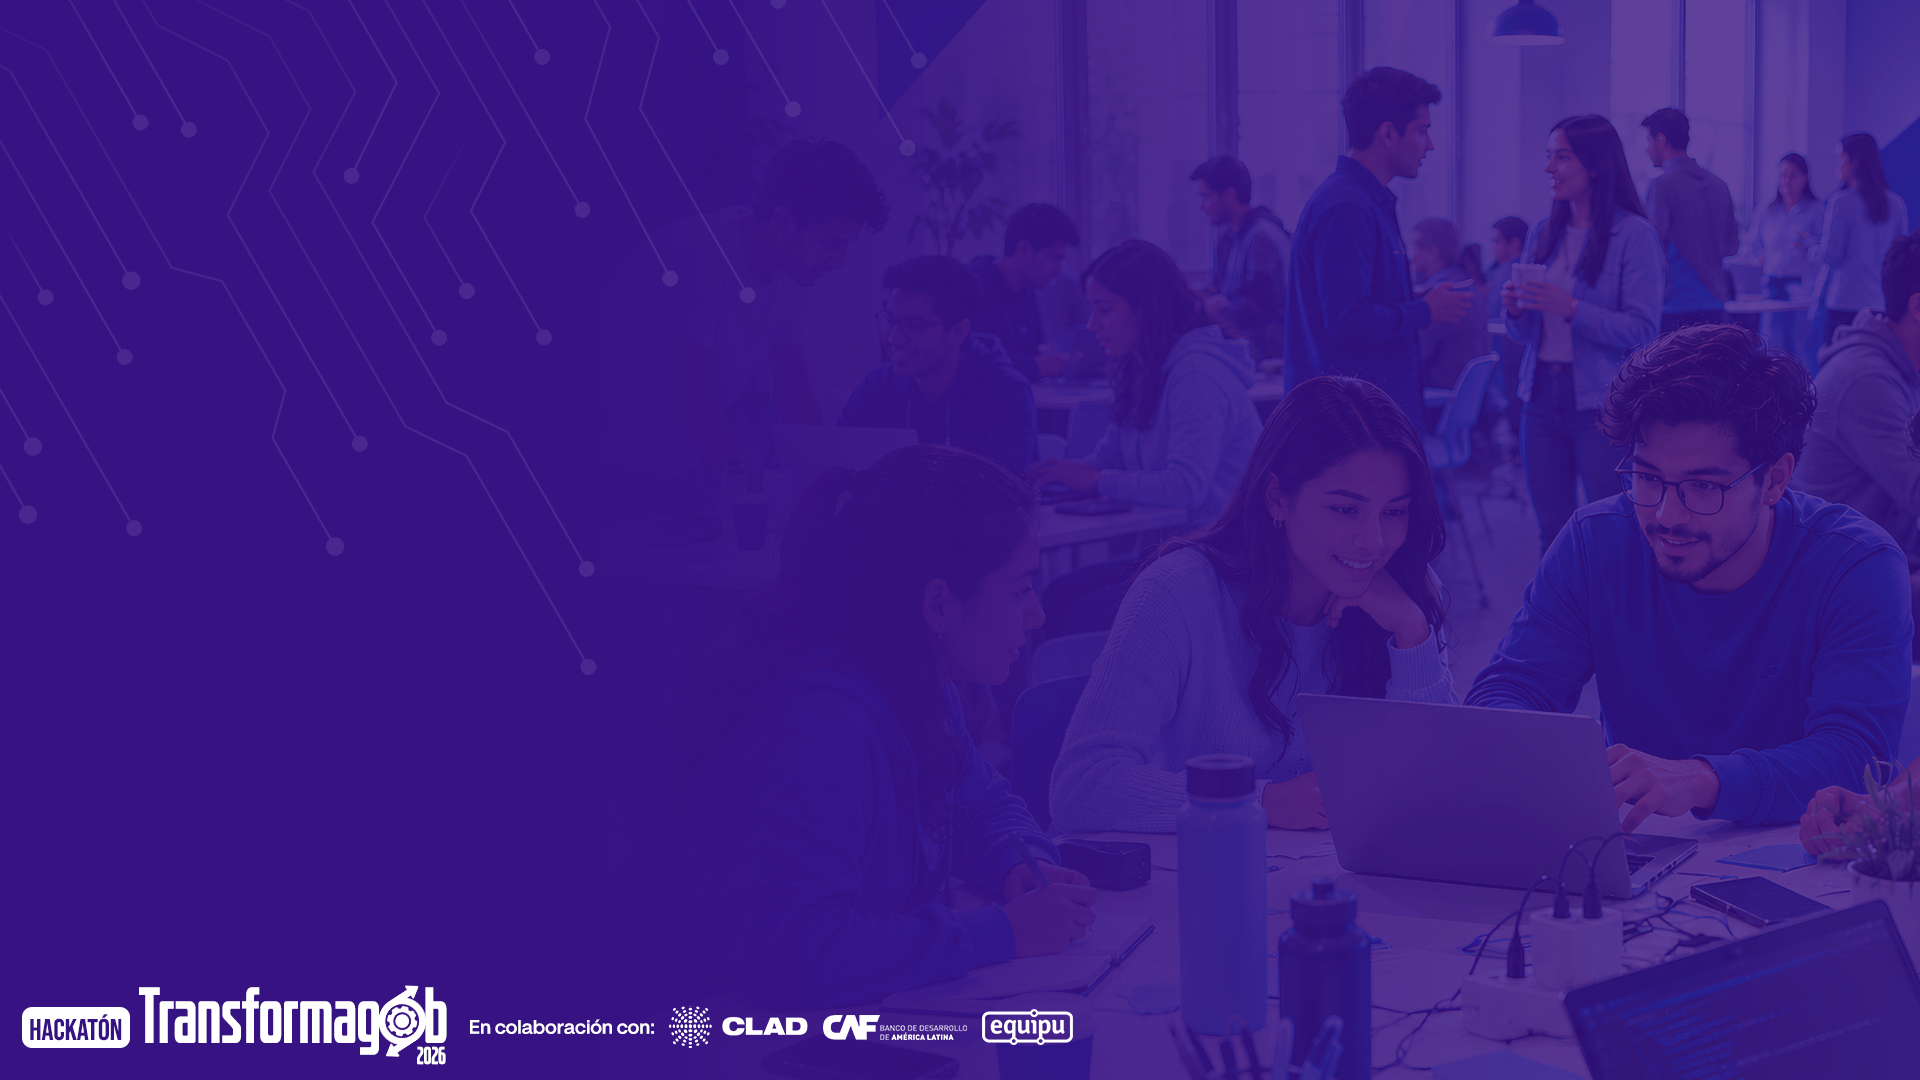 HACKATÓN
Transformagob
2026
En colaboración con:
CLAD
CAF
BANCO DE DESARROLLO
DE AMÉRICA LATINA
equipu